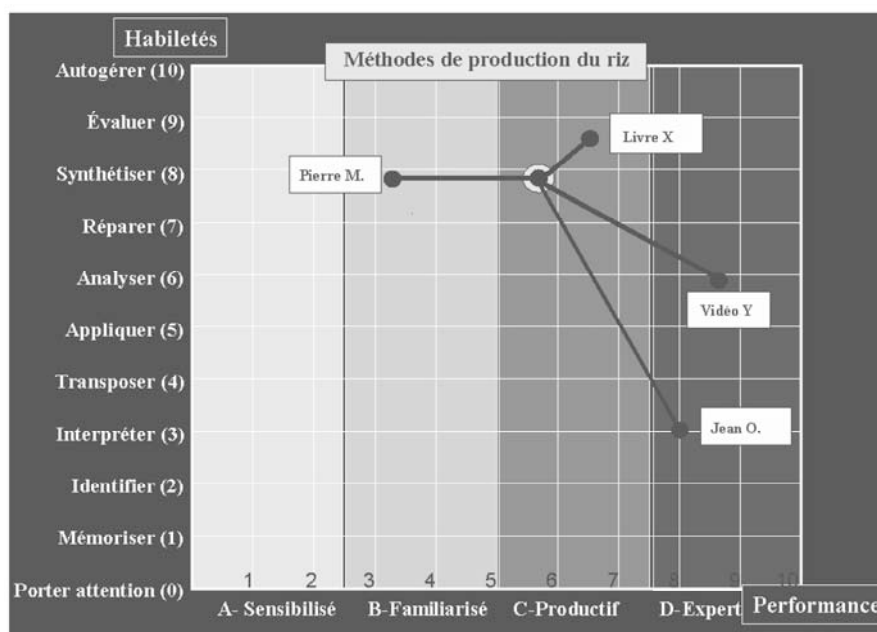 Habiletés
Méthodes de production du riz
Autogérer (10)
Évaluer (9)
Livre X
Synthétiser (8)
Pierre M.
Réparer (7)
Analyser (6)
Vidéo Y
Appliquer (5)
Transposer (4)
Interpréter (3)
Jean O.
Identifier (2)
Mémoriser (1)
Porter attention (0)
1 2 3 4 5 6 7 8 9 10
A- Sensibilisé B-Familiarisé C-Productif D-Expert
Performance